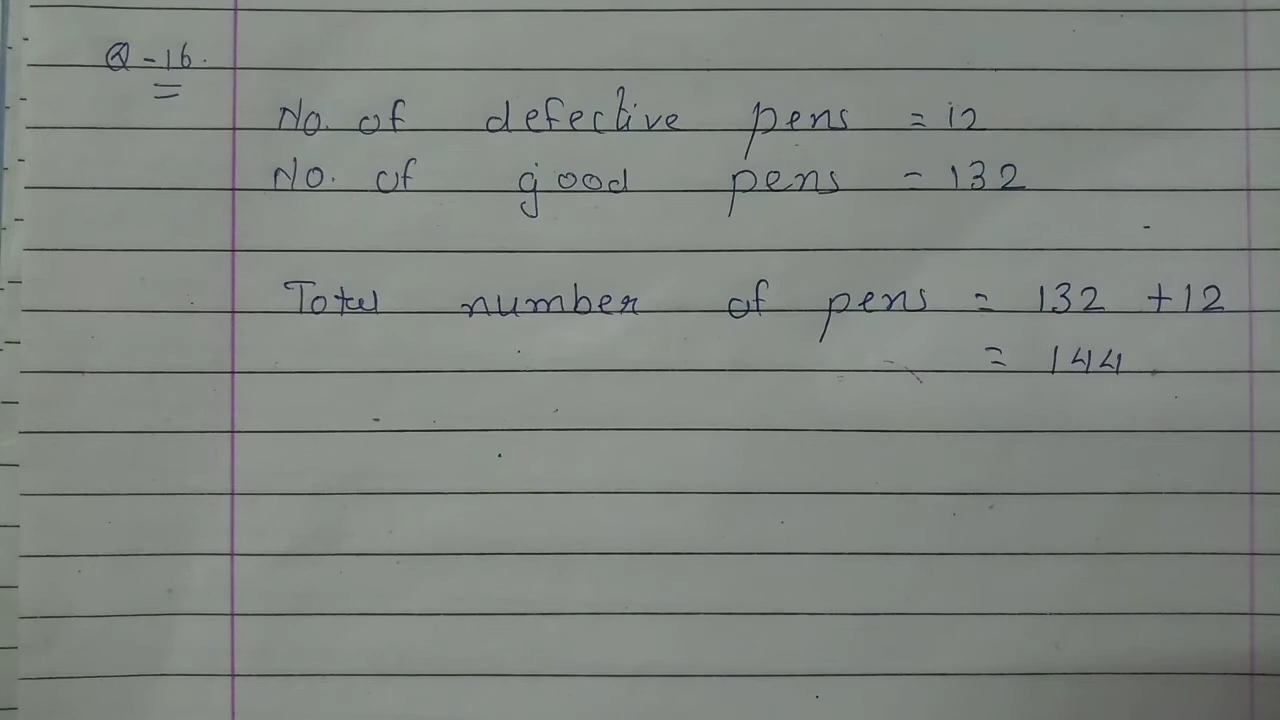 Q-16.
No. of defective pens = 12
No. of good pens = 132
Total number of pens = 132 + 12
= 144